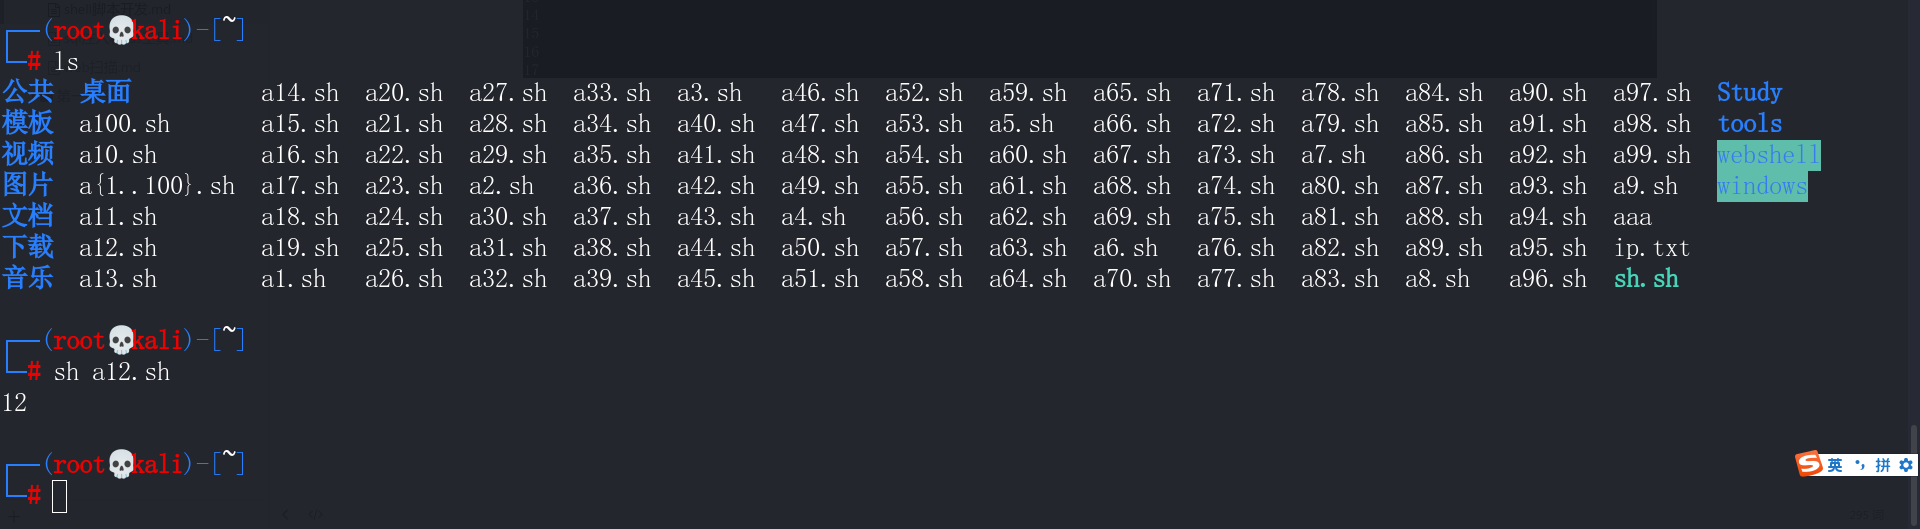 ┌──(root💀kali)-[~]
└─# ls
公共  桌面          a14.sh  a20.sh  a27.sh  a33.sh  a3.sh   a46.sh  a52.sh  a59.sh  a65.sh  a71.sh  a78.sh  a84.sh  a90.sh  a97.sh  Study
模板  a100.sh       a15.sh  a21.sh  a28.sh  a34.sh  a40.sh  a47.sh  a53.sh  a5.sh   a66.sh  a72.sh  a79.sh  a85.sh  a91.sh  a98.sh  tools
视频  a10.sh        a16.sh  a22.sh  a29.sh  a35.sh  a41.sh  a48.sh  a54.sh  a60.sh  a67.sh  a73.sh  a7.sh   a86.sh  a92.sh  a99.sh  webshell
图片  a{1..100}.sh  a17.sh  a23.sh  a2.sh   a36.sh  a42.sh  a49.sh  a55.sh  a61.sh  a68.sh  a74.sh  a80.sh  a87.sh  a93.sh  a9.sh   windows
文档  a11.sh        a18.sh  a24.sh  a30.sh  a37.sh  a43.sh  a4.sh   a56.sh  a62.sh  a69.sh  a75.sh  a81.sh  a88.sh  a94.sh  aaa
下载  a12.sh        a19.sh  a25.sh  a31.sh  a38.sh  a44.sh  a50.sh  a57.sh  a63.sh  a6.sh   a76.sh  a82.sh  a89.sh  a95.sh  ip.txt
音乐  a13.sh        a1.sh   a26.sh  a32.sh  a39.sh  a45.sh  a51.sh  a58.sh  a64.sh  a70.sh  a77.sh  a83.sh  a8.sh   a96.sh  sh.sh
┌──(root💀kali)-[~]
└─# sh a12.sh
12
┌──(root💀kali)-[~]
└─#
S 英 拼